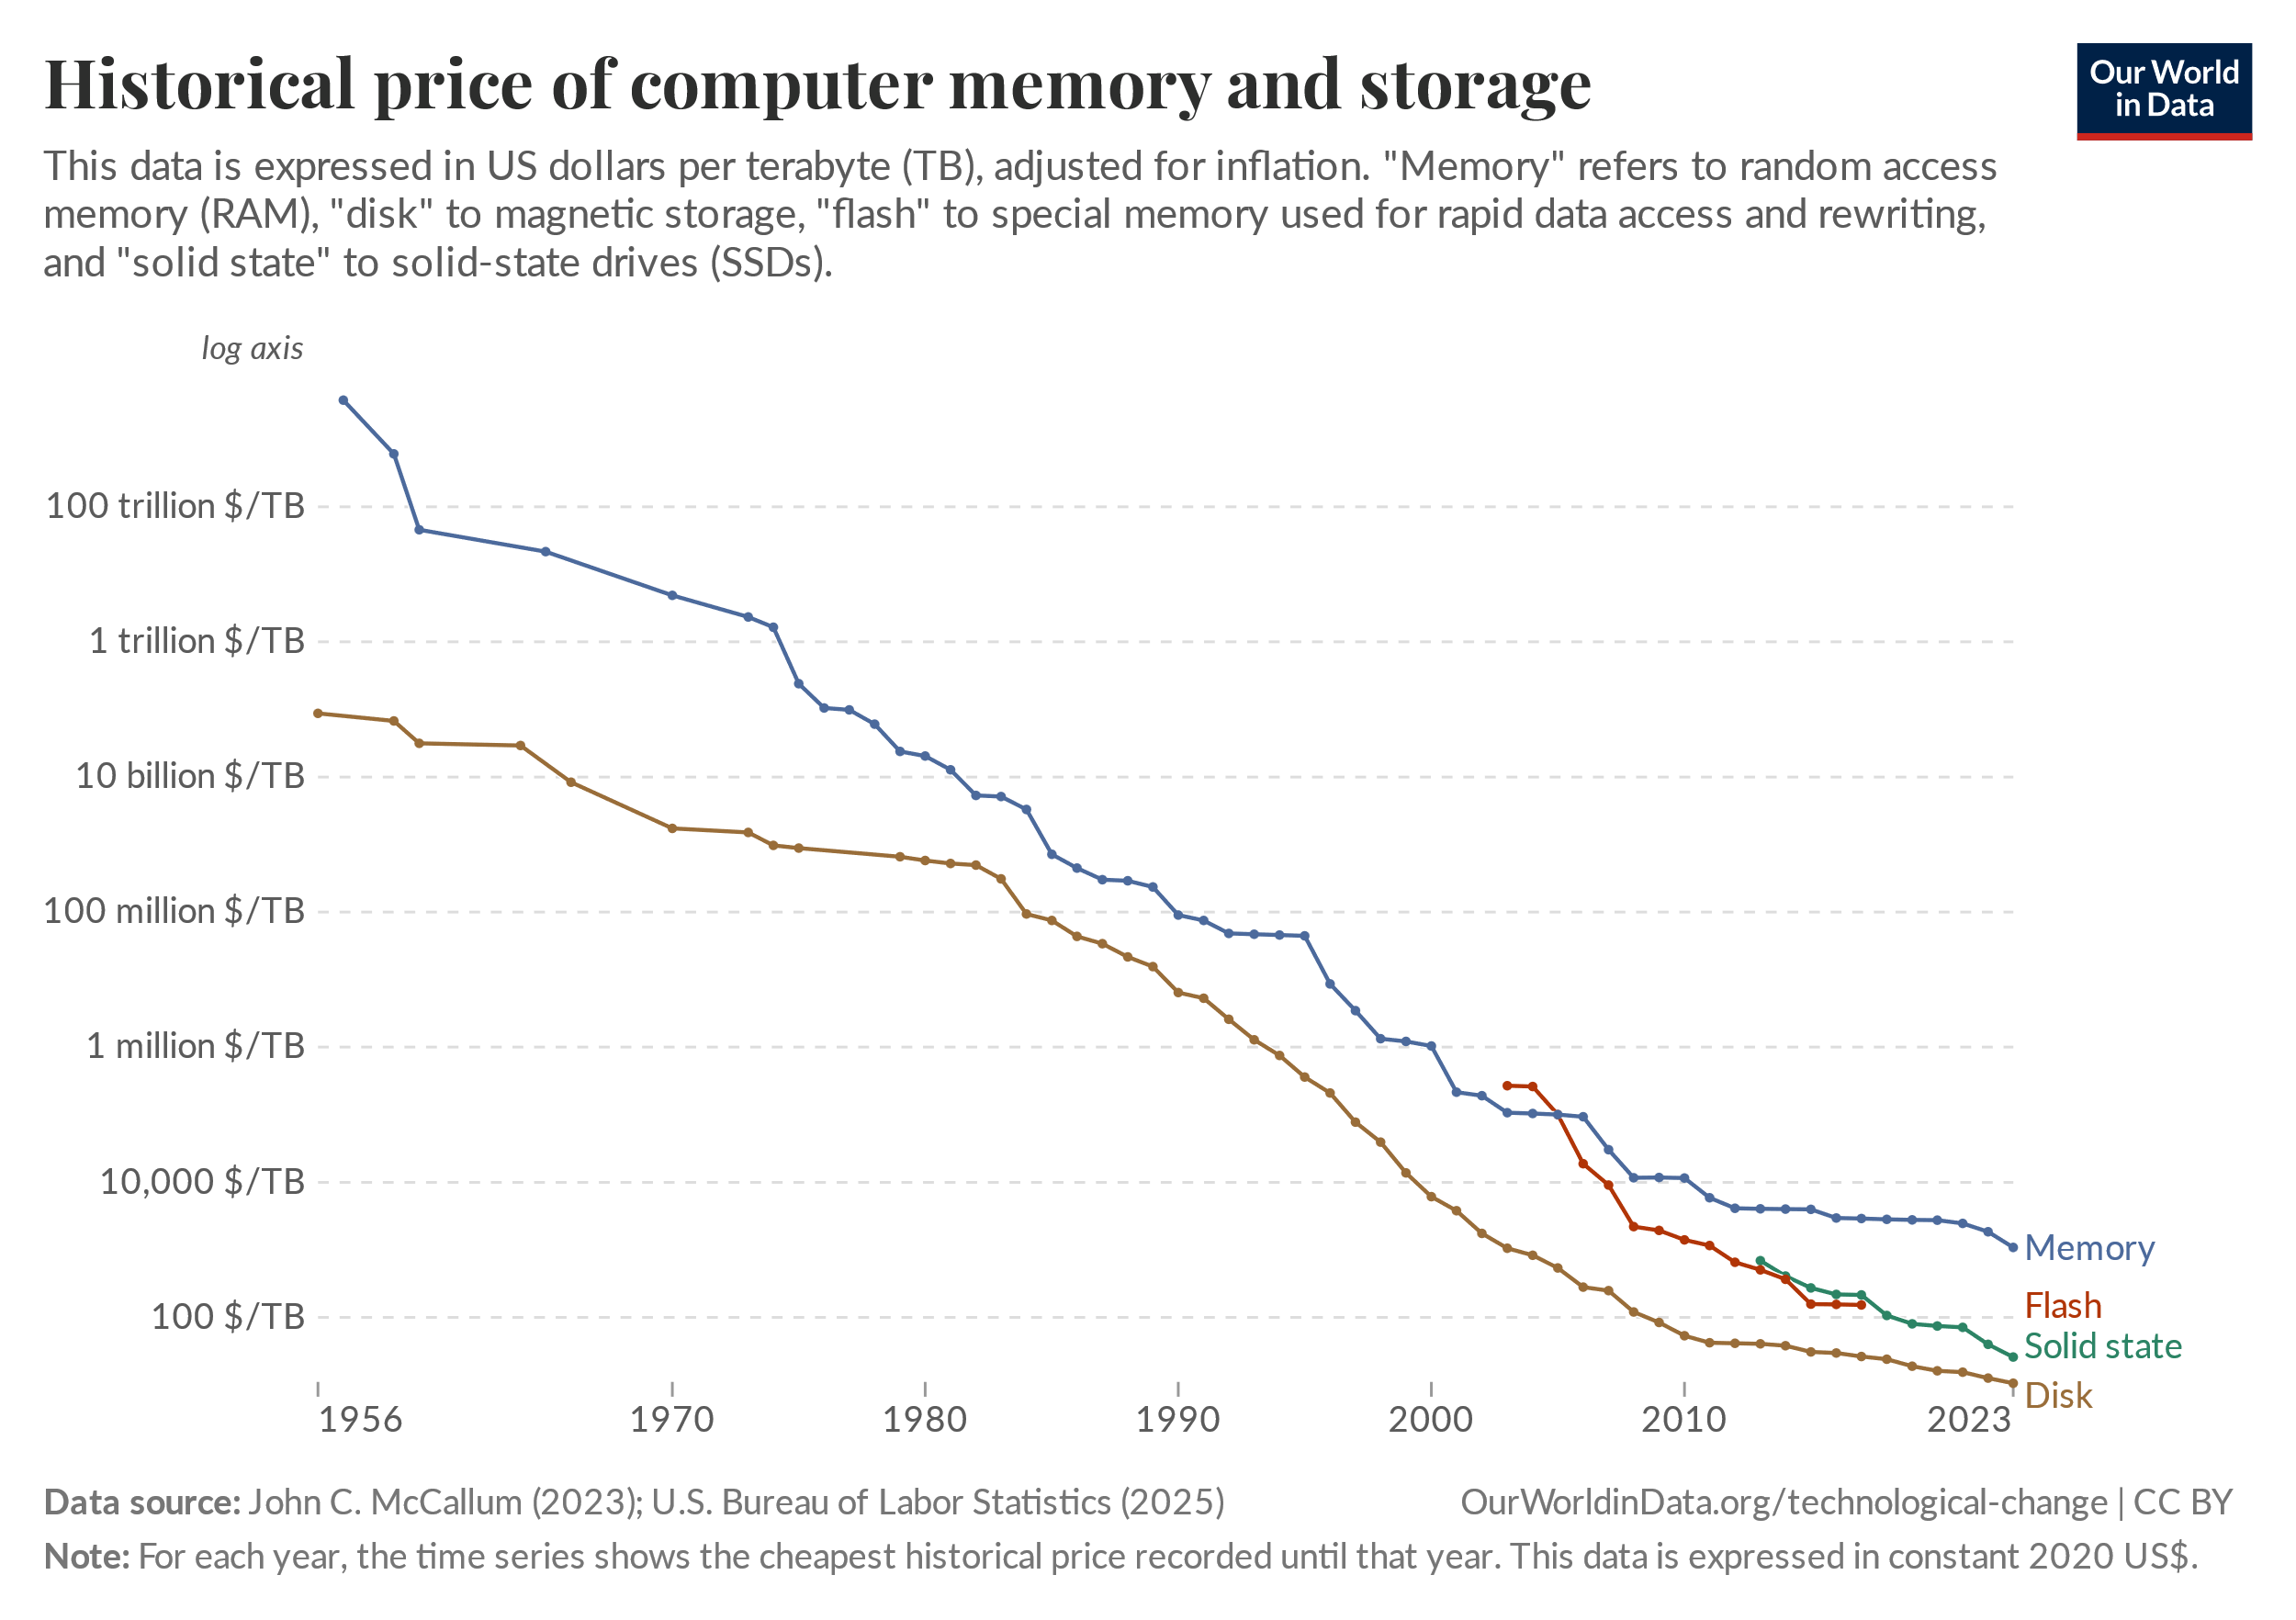 Historical price of computer memory and storage
Our World
in Data
This data is expressed in US dollars per terabyte (TB), adjusted for inflation. "Memory" refers to random access
memory (RAM), "disk" to magnetic storage, "flash" to special memory used for rapid data access and rewriting,
and "solid state" to solid-state drives (SSDs).
log axis
100 trillion $/TB
1 trillion $/TB
10 billion $/TB
100 million $/TB
1 million $/TB
10,000 $/TB
100 $/TB
Memory
Flash
Solid state
Disk
1956
1970
1980
1990
2000
2010
2023
Data source: John C. McCallum (2023); U.S. Bureau of Labor Statistics (2025)
OurWorldinData.org/technological-change | CC BY
Note: For each year, the time series shows the cheapest historical price recorded until that year. This data is expressed in constant 2020 US$.